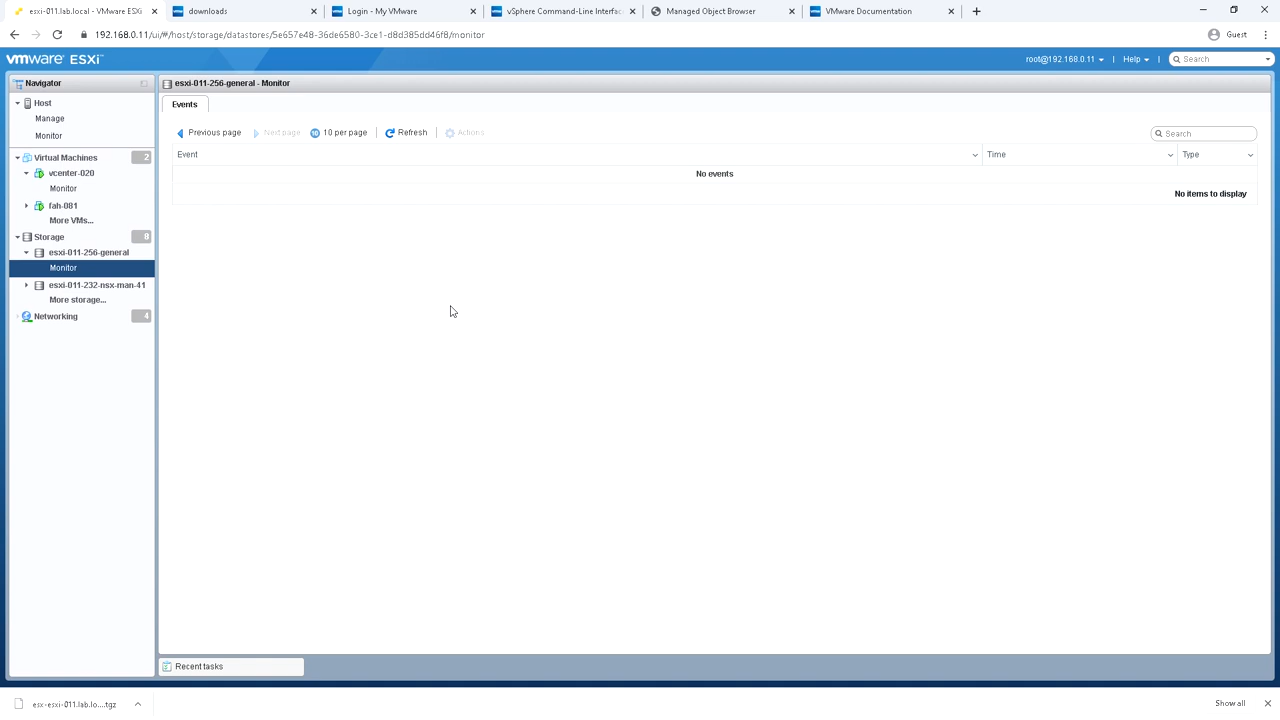 esxi-011.lab.local - VMware ESXi
downloads
Login - My VMware
vSphere Command-Line Interfac
Managed Object Browser
VMware Documentation
192.168.0.11/ui/#/host/storage/datastores/5e657e48-36de6580-3ce1-d8d385dd46f8/monitor
Guest
vmware ESXi
root@192.168.0.11
Help
Search
Navigator
Host
Manage
Monitor
Virtual Machines 2
vcenter-020
Monitor
fah-081
More VMs...
Storage 8
esxi-011-256-general
Monitor
esxi-011-232-nsx-man-41
More storage...
Networking 4
esxi-011-256-general - Monitor
Events
Previous page
Next page
10 per page
Refresh
Actions
Search
Event
Time
Type
No events
No items to display
Recent tasks
esx-esxi-011.lab.lo....tgz
Show all